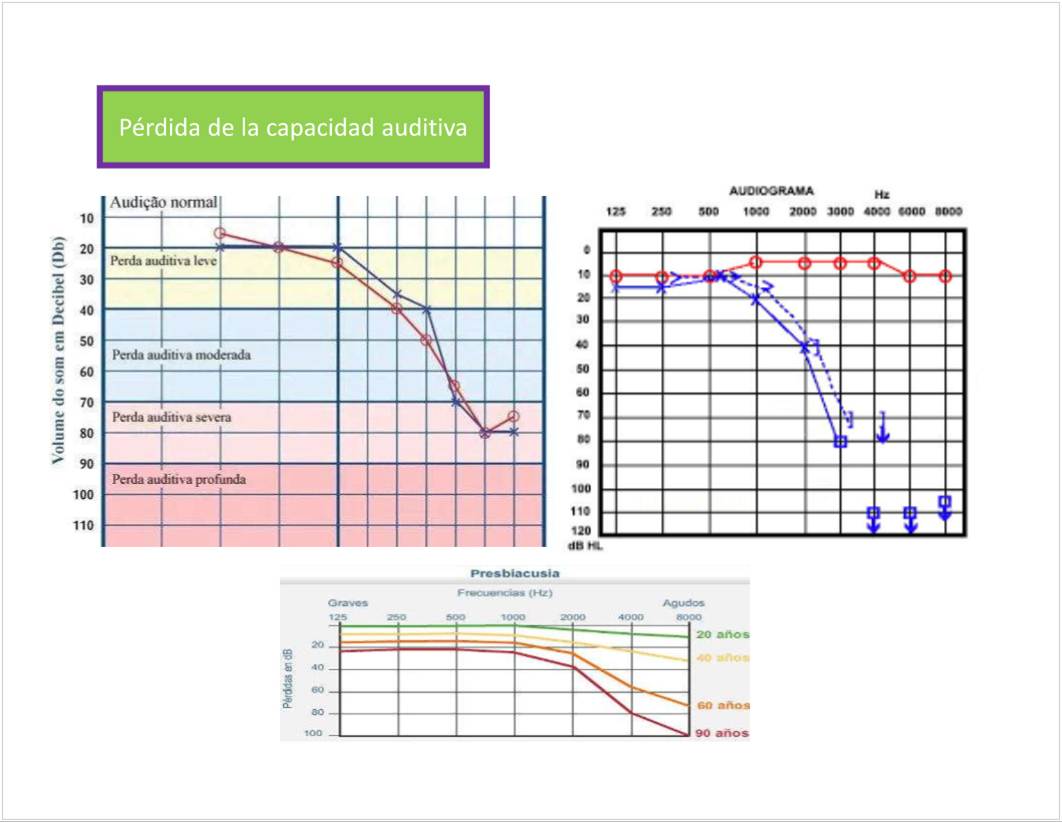 Pérdida de la capacidad auditiva
Audição normal
Volume do som em Decibel (Db)
10
20
30
40
50
60
70
80
90
100
110
Perda auditiva leve
Perda auditiva moderada
Perda auditiva severa
Perda auditiva profunda
AUDIOGRAMA
Hz
125 250 500 1000 2000 3000 4000 6000 8000
0
10
20
30
40
50
60
70
80
90
100
110
120
dB HL
Presbiacusia
Frecuencias (Hz)
Graves Agudos
125 250 500 1000 2000 4000 8000
Pérdidas en dB
20
40
60
80
100
20 años
40 años
60 años
90 años